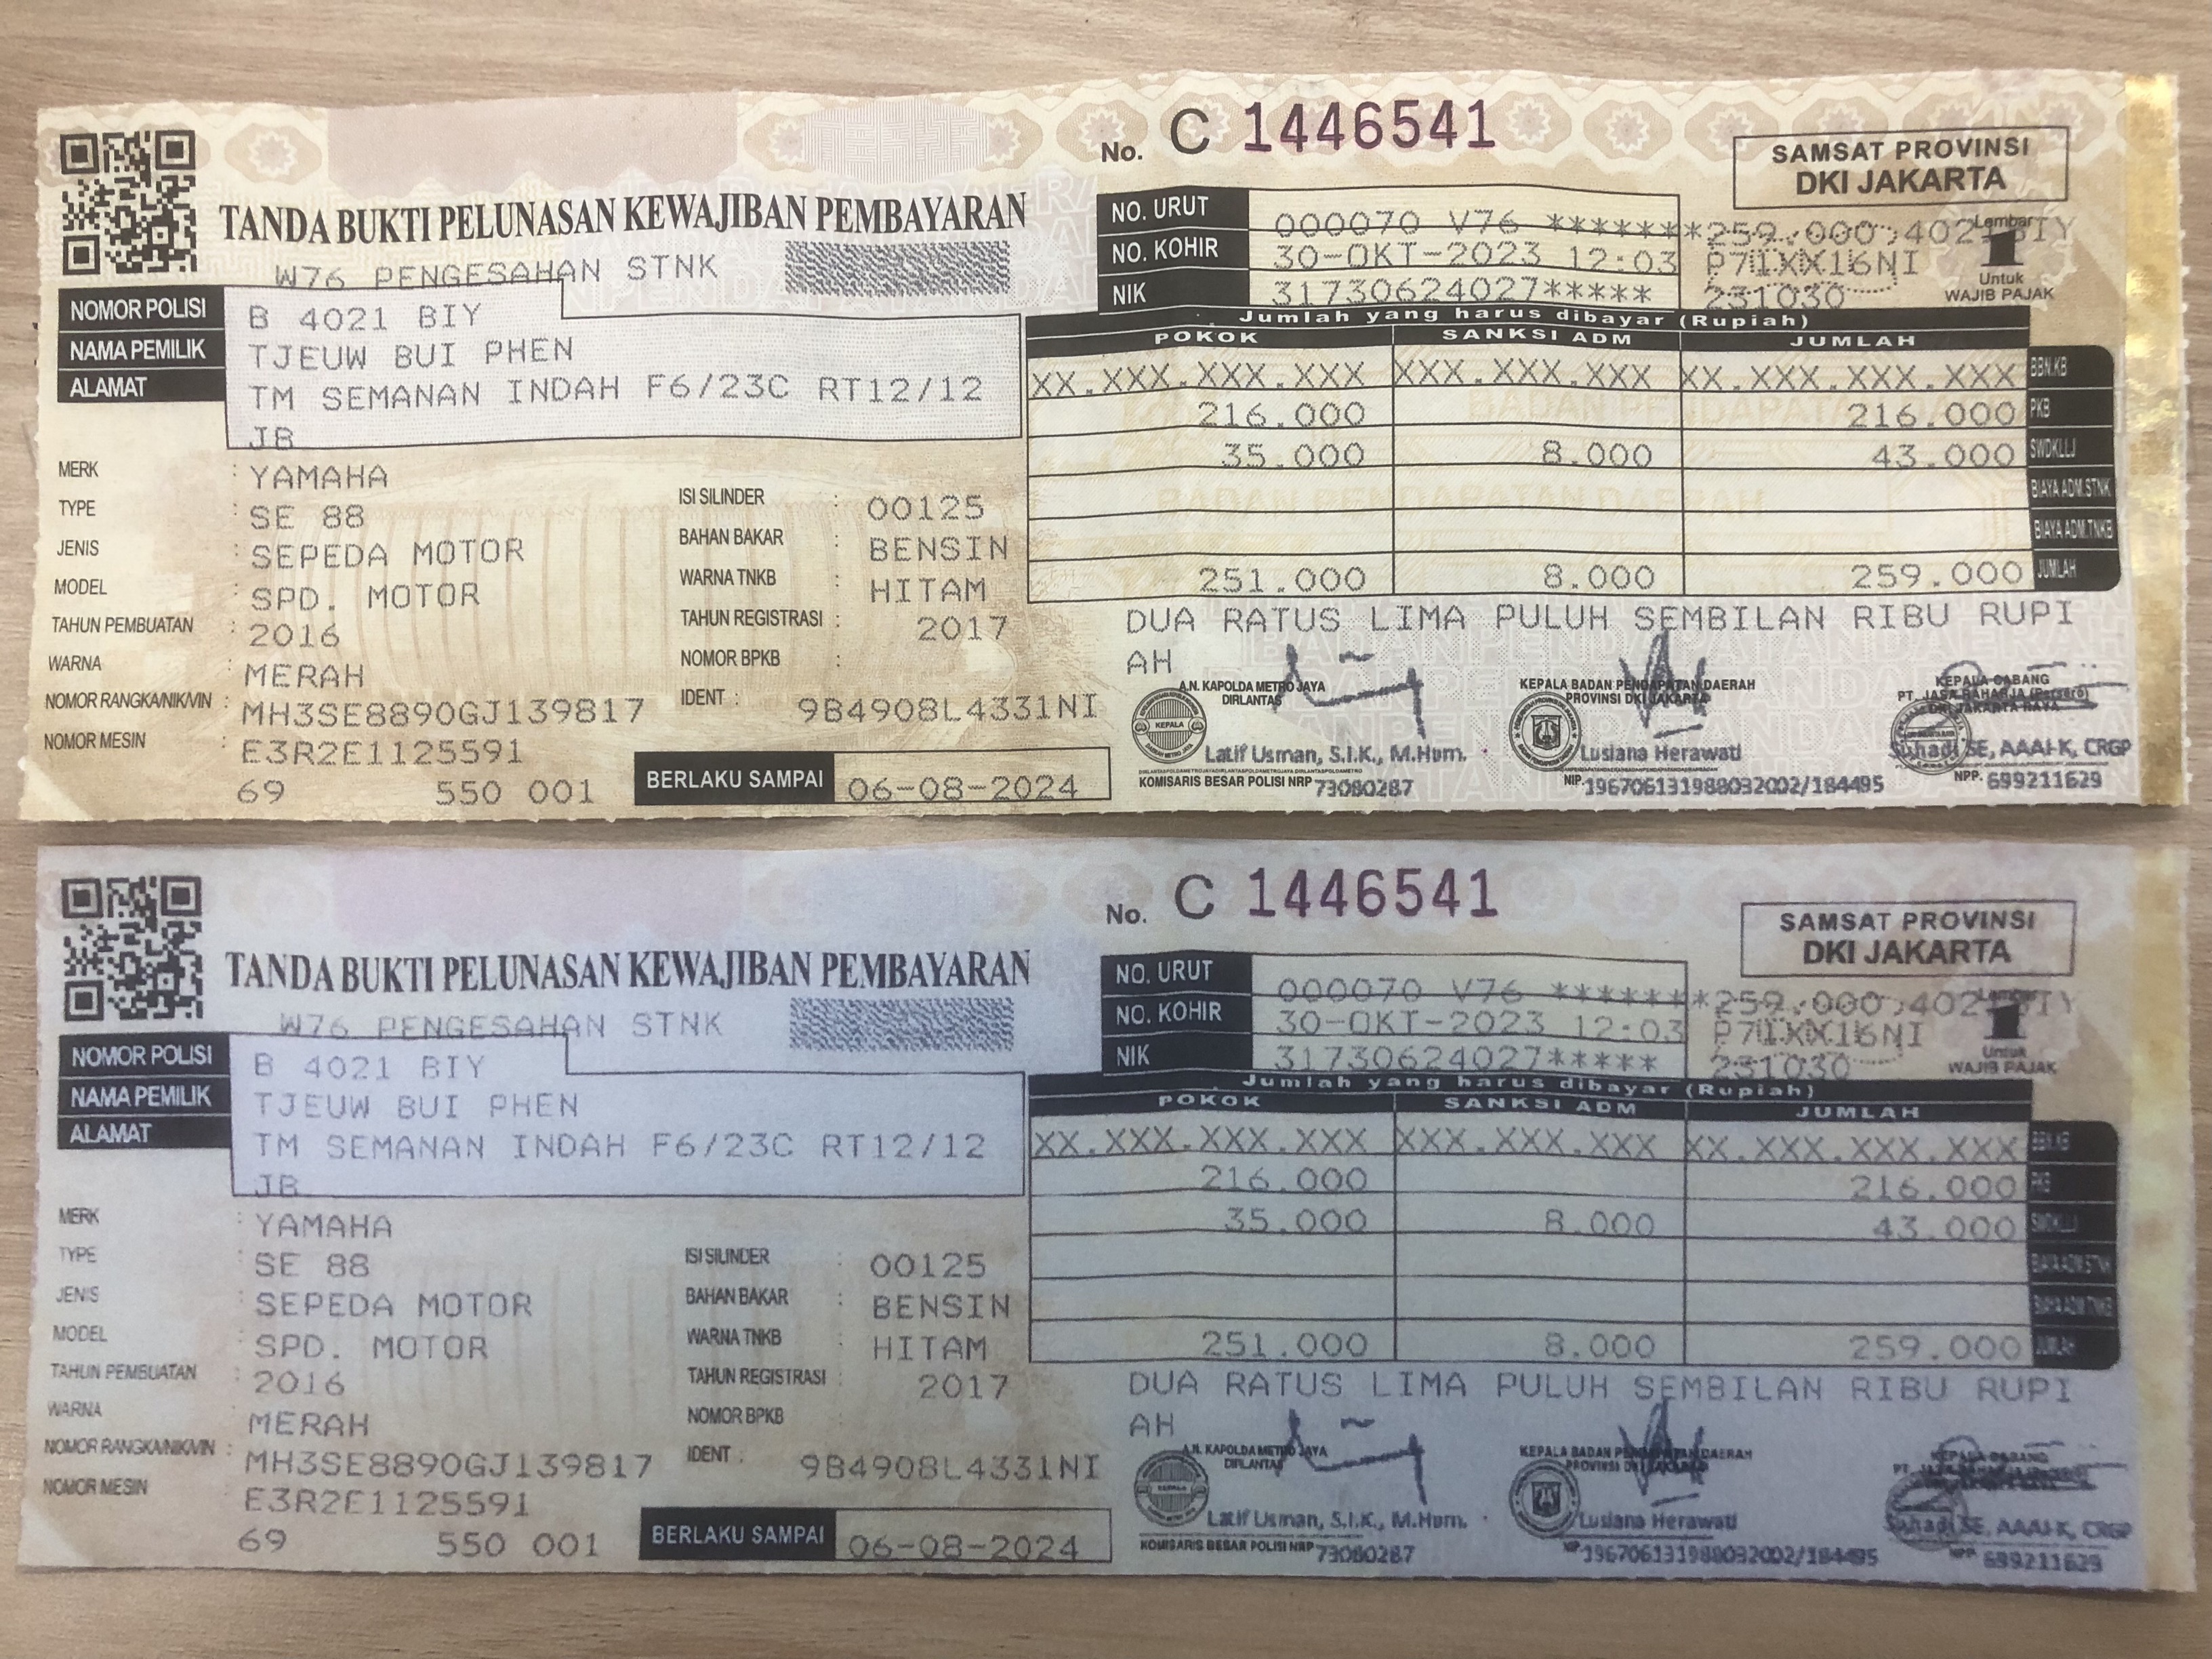 No. C 1446541
SAMSAT PROVINSI
DKI JAKARTA
TANDA BUKTI PELUNASAN KEWAJIBAN PEMBAYARAN
W76 PENGESAHAN STNK
NO. URUT 000070 V76 *******259.000,4021BIY
NO. KOHIR 30-OKT-2023 12:03 P7IXX16NI
NIK 31730624027***** 231030
Lembar
1
Untuk
WAJIB PAJAK
NOMOR POLISI B 4021 BIY
NAMA PEMILIK TJEUW BUI PHEN
ALAMAT TM SEMANAN INDAH F6/23C RT12/12
JB
MERK : YAMAHA
TYPE : SE 88
JENIS : SEPEDA MOTOR
MODEL : SPD. MOTOR
TAHUN PEMBUATAN : 2016
WARNA : MERAH
NOMOR RANGKA/NIK/VIN : MH3SE8890GJ139817
NOMOR MESIN : E3R2E1125591
69 550 001
ISI SILINDER : 00125
BAHAN BAKAR : BENSIN
WARNA TNKB : HITAM
TAHUN REGISTRASI : 2017
NOMOR BPKB :
IDENT : 9B4908L4331NI
BERLAKU SAMPAI 06-08-2024
Jumlah yang harus dibayar (Rupiah)
POKOK SANKSI ADM JUMLAH
XX.XXX.XXX.XXX XXX.XXX.XXX XX.XXX.XXX.XXX BBN.KB
216.000 216.000 PKB
35.000 8.000 43.000 SWDKLLJ
BIAYA ADM.STNK
BIAYA ADM.TNKB
251.000 8.000 259.000 JUMLAH
DUA RATUS LIMA PULUH SEMBILAN RIBU RUPI
AH
A.N. KAPOLDA METRO JAYA
DIRLANTAS
KEPALA
Latif Usman, S.I.K., M.Hum.
KOMISARIS BESAR POLISI NRP 73080287
KEPALA BADAN PENDAPATAN DAERAH
PROVINSI DKI JAKARTA
Lusiana Herawati
NIP. 196706131988032002/184495
KEPALA CABANG
PT. JASA RAHARJA (Persero)
DKI JAKARTA RAYA
Suhadi SE, AAAI-K, CRGP
NPP. 699211629
No. C 1446541
SAMSAT PROVINSI
DKI JAKARTA
TANDA BUKTI PELUNASAN KEWAJIBAN PEMBAYARAN
W76 PENGESAHAN STNK
NO. URUT 000070 V76 *******259.000,4021BIY
NO. KOHIR 30-OKT-2023 12:03 P7IXX16NI
NIK 31730624027***** 231030
1
Untuk
WAJIB PAJAK
NOMOR POLISI B 4021 BIY
NAMA PEMILIK TJEUW BUI PHEN
ALAMAT TM SEMANAN INDAH F6/23C RT12/12
JB
MERK : YAMAHA
TYPE : SE 88
JENIS : SEPEDA MOTOR
MODEL : SPD. MOTOR
TAHUN PEMBUATAN : 2016
WARNA : MERAH
NOMOR RANGKA/NIK/VIN : MH3SE8890GJ139817
NOMOR MESIN : E3R2E1125591
69 550 001
ISI SILINDER : 00125
BAHAN BAKAR : BENSIN
WARNA TNKB : HITAM
TAHUN REGISTRASI : 2017
NOMOR BPKB
IDENT : 9B4908L4331NI
BERLAKU SAMPAI 06-08-2024
Jumlah yang harus dibayar (Rupiah)
POKOK SANKSI ADM JUMLAH
XX.XXX.XXX.XXX XXX.XXX.XXX XX.XXX.XXX.XXX
216.000 216.000 PKB
35.000 8.000 43.000
BIAYA ADM.STNK
BIAYA ADM.TNKB
251.000 8.000 259.000 JUMLAH
DUA RATUS LIMA PULUH SEMBILAN RIBU RUPI
AH
A.N. KAPOLDA METRO JAYA
DIRLANTAS
Latif Usman, S.I.K., M.Hum.
KOMISARIS BESAR POLISI NRP 73080287
KEPALA BADAN PENDAPATAN DAERAH
PROVINSI DKI JAKARTA
Lusiana Herawati
NIP. 196706131988032002/184495
KEPALA CABANG
Suhadi SE, AAAI-K, CRGP
NPP. 699211629